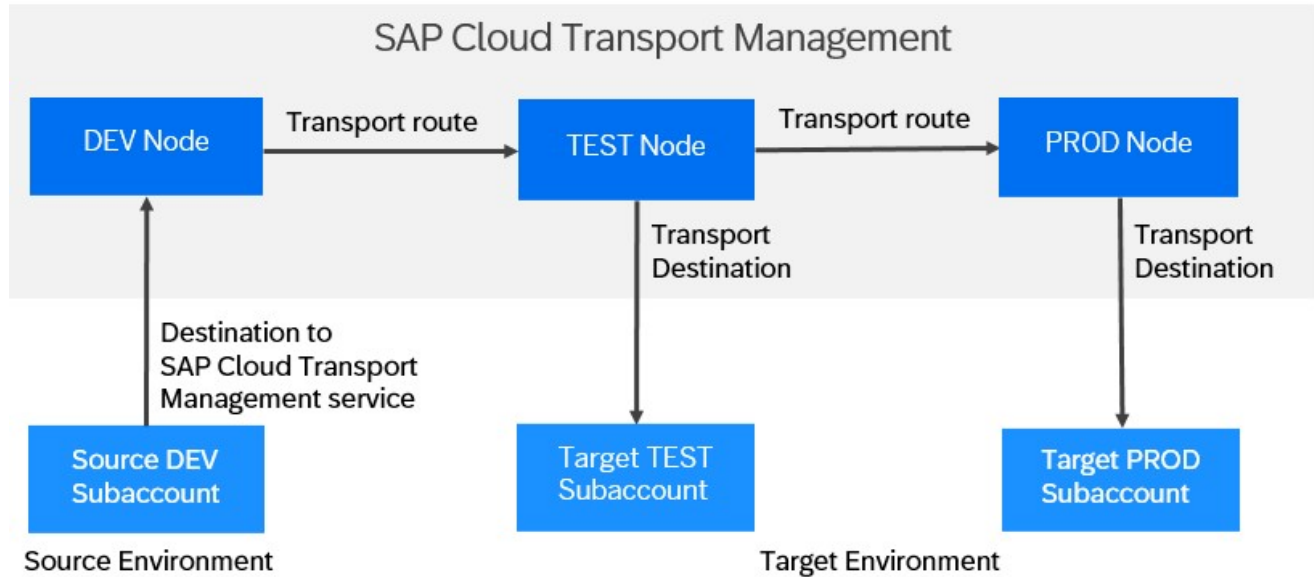 SAP Cloud Transport Management
DEV Node
Transport route
TEST Node
Transport route
PROD Node
Transport
Destination
Transport
Destination
Destination to
SAP Cloud Transport
Management service
Source DEV
Subaccount
Target TEST
Subaccount
Target PROD
Subaccount
Source Environment
Target Environment